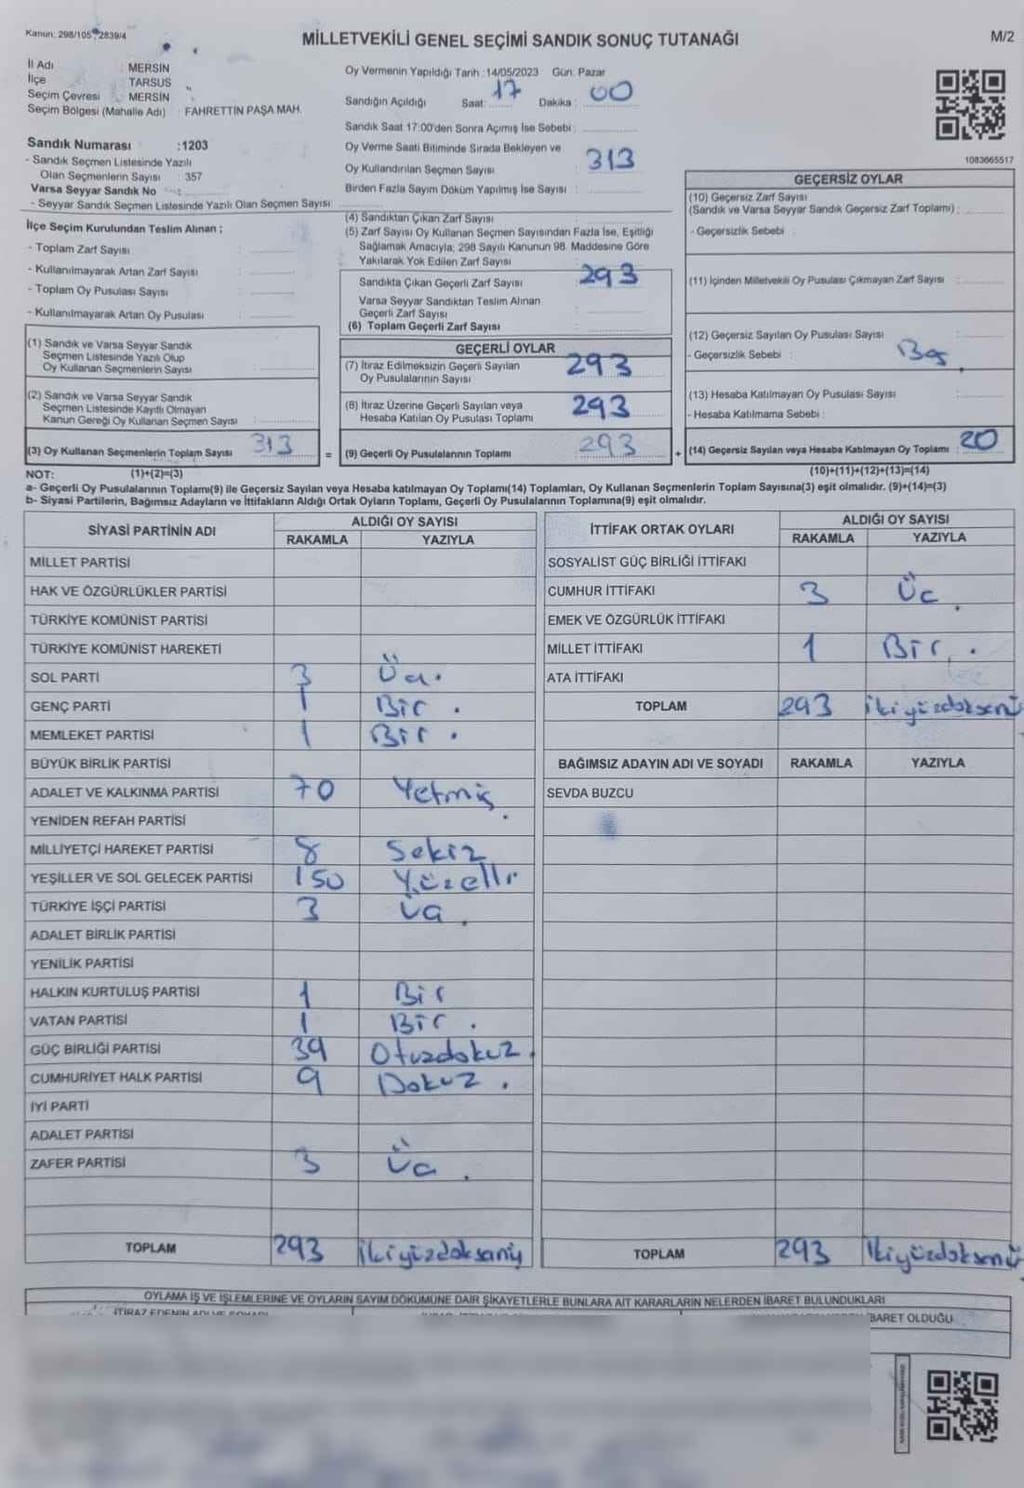 Kanun: 298/105, 2839/4
MİLLETVEKİLİ GENEL SEÇİMİ SANDIK SONUÇ TUTANAĞI
M/2
İl Adı : MERSİN
İlçe TARSUS
Seçim Çevresi : MERSİN
Seçim Bölgesi (Mahalle Adı) : FAHRETTİN PAŞA MAH.
Sandık Numarası :1203
- Sandık Seçmen Listesinde Yazılı
Olan Seçmenlerin Sayısı : 357
Varsa Seyyar Sandık No :
- Seyyar Sandık Seçmen Listesinde Yazılı Olan Seçmen Sayısı :
Oy Vermenin Yapıldığı Tarih :14/05/2023 Gün: Pazar
Sandığın Açıldığı Saat: 17 Dakika : 00
Sandık Saat 17:00'den Sonra Açımış İse Sebebi :
Oy Verme Saati Bitiminde Sırada Bekleyen ve
Oy Kullandırılan Seçmen Sayısı : 313
Birden Fazla Sayım Döküm Yapılmış İse Sayısı :
1083665517
İlçe Seçim Kurulundan Teslim Alınan ;
- Toplam Zarf Sayısı :
- Kullanılmayarak Artan Zarf Sayısı :
- Toplam Oy Pusulası Sayısı :
- Kullanılmayarak Artan Oy Pusulası :
(1) Sandık ve Varsa Seyyar Sandık
Seçmen Listesinde Yazılı Olup
Oy Kullanan Seçmenlerin Sayısı :
(2) Sandık ve Varsa Seyyar Sandık
Seçmen Listesinde Kayıtlı Olmayan
Kanun Gereği Oy Kullanan Seçmen Sayısı :
(3) Oy Kullanan Seçmenlerin Toplam Sayısı : 313 =
(4) Sandıktan Çıkan Zarf Sayısı
(5) Zarf Sayısı Oy Kullanan Seçmen Sayısından Fazla İse, Eşitliği
Sağlamak Amacıyla; 298 Sayılı Kanunun 98. Maddesine Göre
Yakılarak Yok Edilen Zarf Sayısı
Sandıkta Çıkan Geçerli Zarf Sayısı : 293
Varsa Seyyar Sandıktan Teslim Alınan
Geçerli Zarf Sayısı :
(6) Toplam Geçerli Zarf Sayısı :
GEÇERLİ OYLAR
(7) İtiraz Edilmeksizin Geçerli Sayılan
Oy Pusulalarının Sayısı 293
(8) İtiraz Üzerine Geçerli Sayılan veya
Hesaba Katılan Oy Pusulası Toplamı : 293
(9) Geçerli Oy Pusulalarının Toplamı : 293 +
GEÇERSİZ OYLAR
(10) Geçersiz Zarf Sayısı
(Sandık ve Varsa Seyyar Sandık Geçersiz Zarf Toplamı) :
- Geçersizlik Sebebi :
(11) İçinden Milletvekili Oy Pusulası Çıkmayan Zarf Sayısı :
(12) Geçersiz Sayılan Oy Pusulası Sayısı :
- Geçersizlik Sebebi : Boş
(13) Hesaba Katılmayan Oy Pusulası Sayısı :
- Hesaba Katılmama Sebebi :
(14) Geçersiz Sayılan veya Hesaba Katılmayan Oy Toplamı : 20
NOT: (1)+(2)=(3) (10)+(11)+(12)+(13)=(14)
a- Geçerli Oy Pusulalarının Toplamı(9) ile Geçersiz Sayılan veya Hesaba katılmayan Oy Toplamı(14) Toplamları, Oy Kullanan Seçmenlerin Toplam Sayısına(3) eşit olmalıdır. (9)+(14)=(3)
b- Siyasi Partilerin, Bağımsız Adayların ve İttifakların Aldığı Ortak Oyların Toplamı, Geçerli Oy Pusulalarının Toplamına(9) eşit olmalıdır.
SİYASİ PARTİNİN ADI ALDIĞI OY SAYISI
RAKAMLA YAZIYLA
MİLLET PARTİSİ
HAK VE ÖZGÜRLÜKLER PARTİSİ
TÜRKİYE KOMÜNİST PARTİSİ
TÜRKİYE KOMÜNİST HAREKETİ
SOL PARTİ 3 Üç.
GENÇ PARTİ 1 Bir .
MEMLEKET PARTİSİ 1 Bir .
BÜYÜK BİRLİK PARTİSİ
ADALET VE KALKINMA PARTİSİ 70 Yetmiş .
YENİDEN REFAH PARTİSİ
MİLLİYETÇİ HAREKET PARTİSİ 8 Sekiz
YEŞİLLER VE SOL GELECEK PARTİSİ 150 Yüzelli
TÜRKİYE İŞÇİ PARTİSİ 3 Üç .
ADALET BİRLİK PARTİSİ
YENİLİK PARTİSİ
HALKIN KURTULUŞ PARTİSİ 1 Bir
VATAN PARTİSİ 1 Bir .
GÜÇ BİRLİĞİ PARTİSİ 39 Otuzdokuz .
CUMHURİYET HALK PARTİSİ 9 Dokuz .
İYİ PARTİ
ADALET PARTİSİ
ZAFER PARTİSİ 3 Üç .
TOPLAM 293 İkiyüzdoksanüç
İTTİFAK ORTAK OYLARI ALDIĞI OY SAYISI
RAKAMLA YAZIYLA
SOSYALİST GÜÇ BİRLİĞİ İTTİFAKI
CUMHUR İTTİFAKI 3 Üç .
EMEK VE ÖZGÜRLÜK İTTİFAKI
MİLLET İTTİFAKI 1 Bir .
ATA İTTİFAKI
TOPLAM 293 İkiyüzdoksanü
BAĞIMSIZ ADAYIN ADI VE SOYADI RAKAMLA YAZIYLA
SEVDA BUZCU
TOPLAM 293 İkiyüzdoksanü
OYLAMA İŞ VE İŞLEMLERİNE VE OYLARIN SAYIM DÖKÜMÜNE DAİR ŞİKAYETLERLE BUNLARA AİT KARARLARIN NELERDEN İBARET BULUNDUKLARI
İTİRAZ EDENİN ADI VE SOYADI
İBARET OLDUĞU